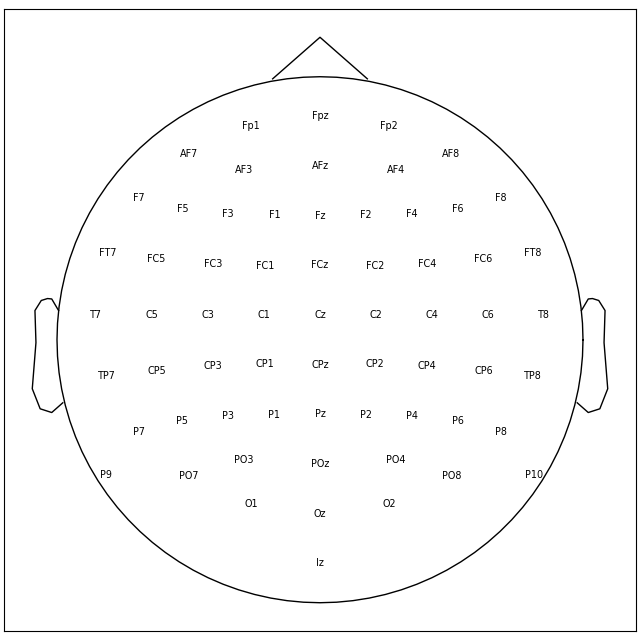 Fpz
Fp1 Fp2
AF7 AF8
AF3 AFz AF4
F7 F8
F5 F3 F1 Fz F2 F4 F6
FT7 FT8
FC5 FC3 FC1 FCz FC2 FC4 FC6
T7 C5 C3 C1 Cz C2 C4 C6 T8
TP7 CP5 CP3 CP1 CPz CP2 CP4 CP6 TP8
P5 P3 P1 Pz P2 P4 P6
P7 P8
PO3 POz PO4
P9 PO7 PO8 P10
O1 Oz O2
Iz